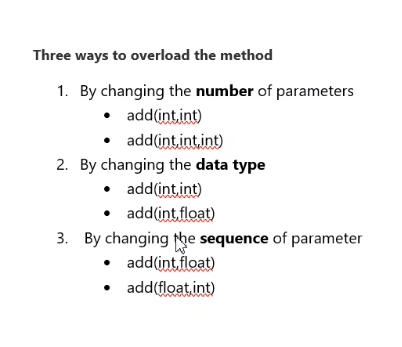 Three ways to overload the method
1. By changing the number of parameters
• add(int,int)
• add(int,int,int)
2. By changing the data type
• add(int,int)
• add(int,float)
3. By changing the sequence of parameter
• add(int,float)
• add(float,int)